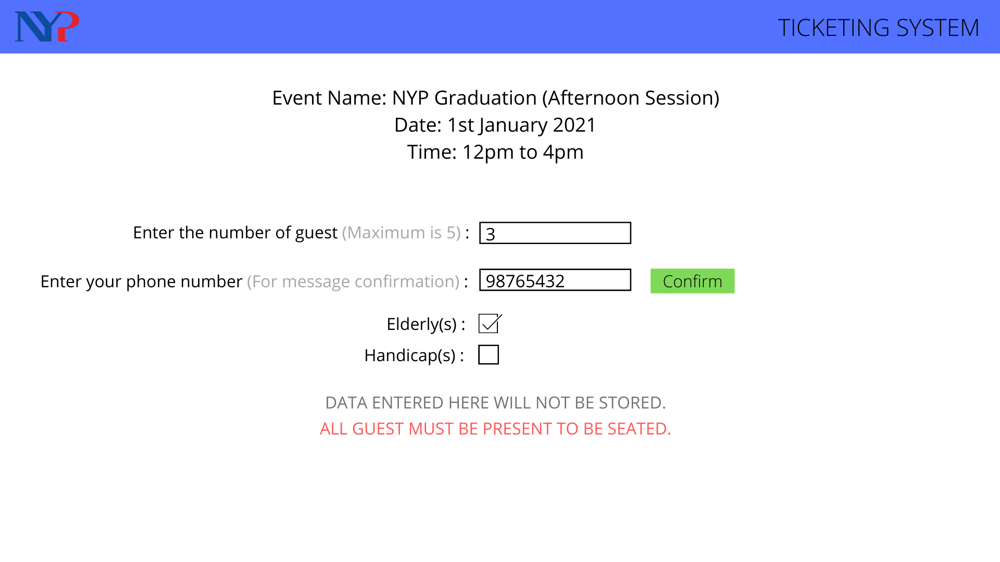 NYP
TICKETING SYSTEM
Event Name: NYP Graduation (Afternoon Session)
Date: 1st January 2021
Time: 12pm to 4pm
Enter the number of guest (Maximum is 5) : 3
Enter your phone number (For message confirmation) : 98765432 Confirm
Elderly(s) :
Handicap(s) :
DATA ENTERED HERE WILL NOT BE STORED.
ALL GUEST MUST BE PRESENT TO BE SEATED.